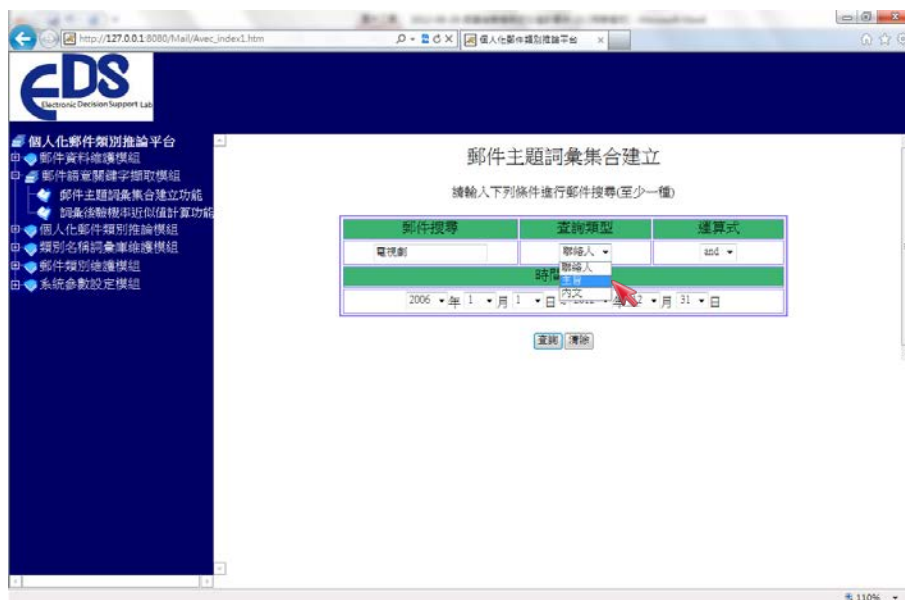 http://127.0.0.1:8080/Mail/Avec_index1.htm
個人化郵件類別推論平台
EDS
Electronic Decision Support Lab
個人化郵件類別推論平台
郵件資料維護模組
郵件語意關鍵字擷取模組
郵件主題詞彙集合建立功能
詞彙後驗機率近似值計算功能
個人化郵件類別推論模組
類別名稱詞彙庫維護模組
郵件類別維護模組
系統參數設定模組
郵件主題詞彙集合建立
請輸入下列條件進行郵件搜尋(至少一種)
郵件搜尋 查詢類型 運算式
電視劇 聯絡人 and
聯絡人
時間
主旨
內文
2006 年 1 月 1 日 年 月 31 日
查詢 清除
110%